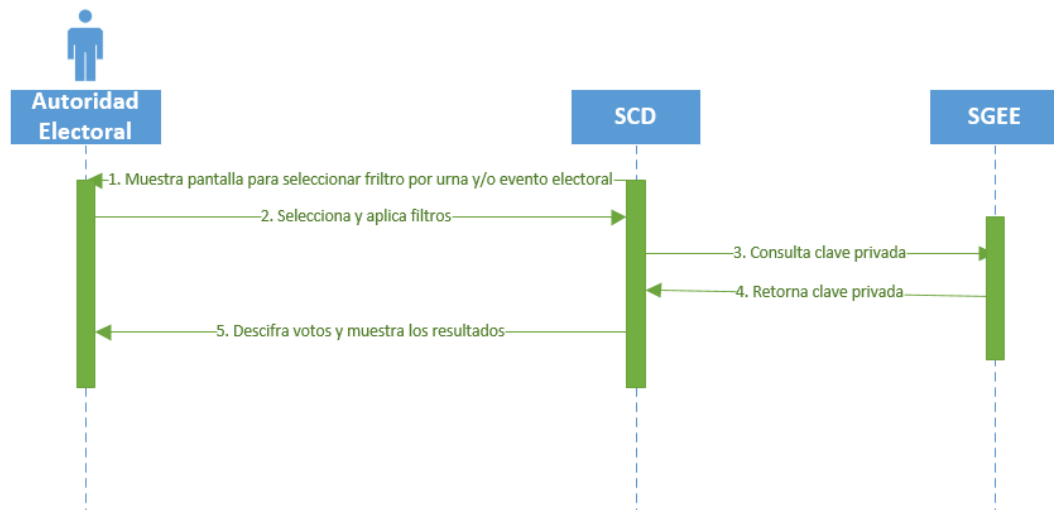 Autoridad
Electoral
SCD
SGEE
1. Muestra pantalla para seleccionar friltro por urna y/o evento electoral
2. Selecciona y aplica filtros
3. Consulta clave privada
4. Retorna clave privada
5. Descifra votos y muestra los resultados